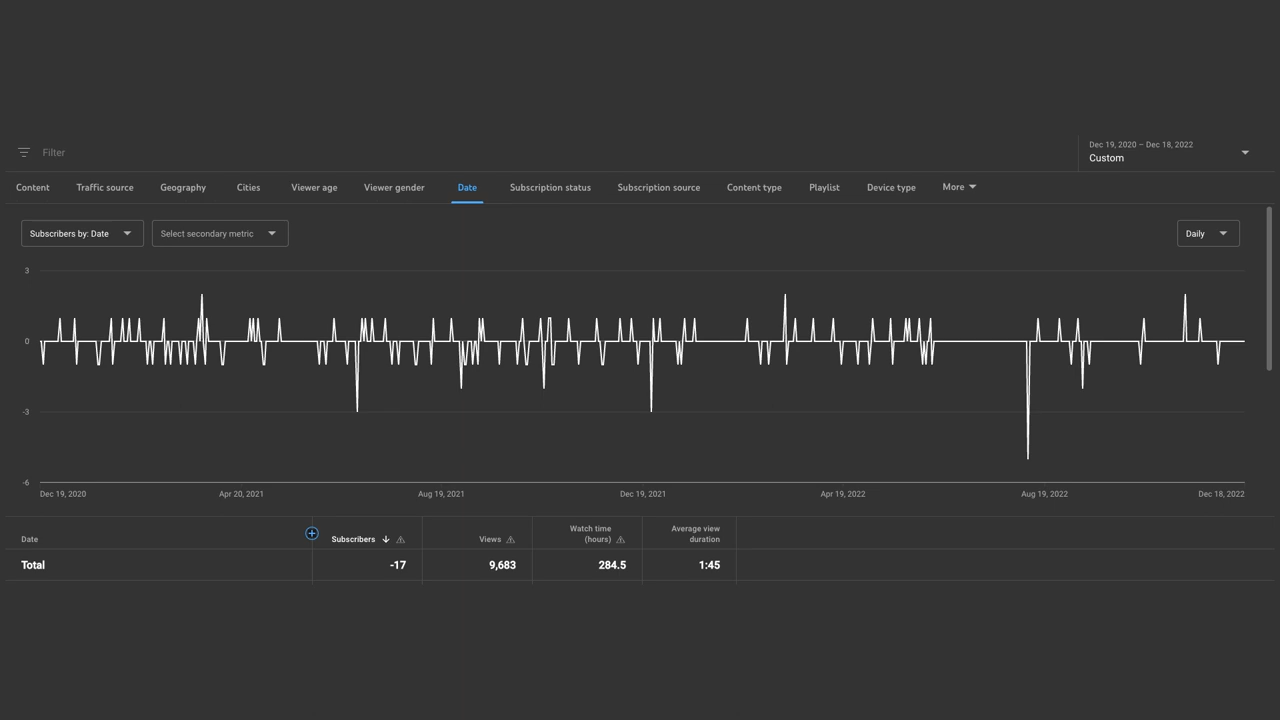 Filter
Dec 19, 2020 – Dec 18, 2022
Custom
Content Traffic source Geography Cities Viewer age Viewer gender Date Subscription status Subscription source Content type Playlist Device type More
Subscribers by: Date Select secondary metric Daily
3
0
-3
-6
Dec 19, 2020 Apr 20, 2021 Aug 19, 2021 Dec 19, 2021 Apr 19, 2022 Aug 19, 2022 Dec 18, 2022
Date Subscribers Views Watch time (hours) Average view duration
Total -17 9,683 284.5 1:45